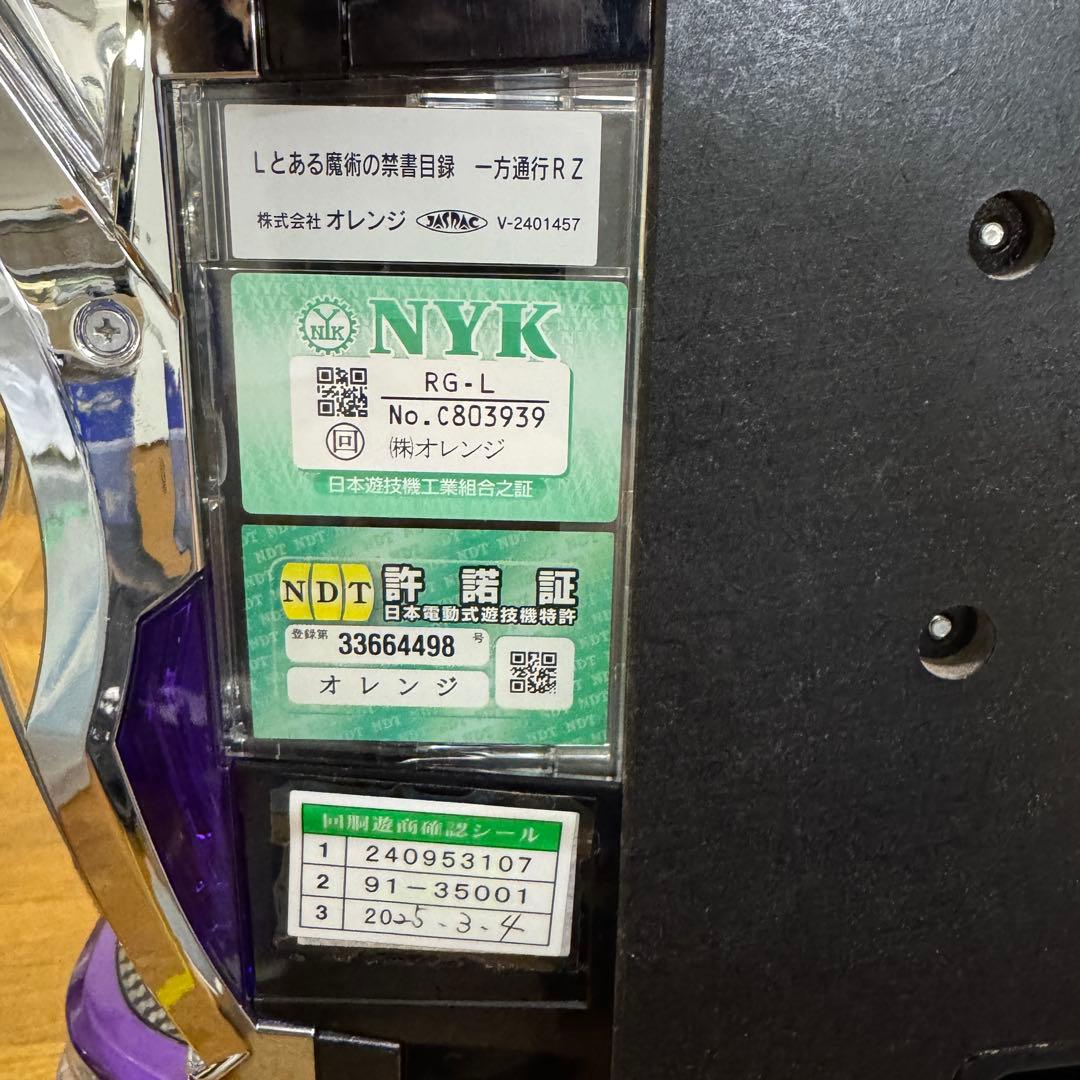 Lとある魔術の禁書目録 一方通行RZ
株式会社 オレンジ JASRAC V-2401457
NYK NYK
RG-L
No.C803939
回 ㈱オレンジ
日本遊技機工業組合之証
NDT 許諾証
日本電動式遊技機特許
登録第 33664498 号
オレンジ
回胴遊商確認シール
1 240953107
2 91-35001
3 2025.3.4